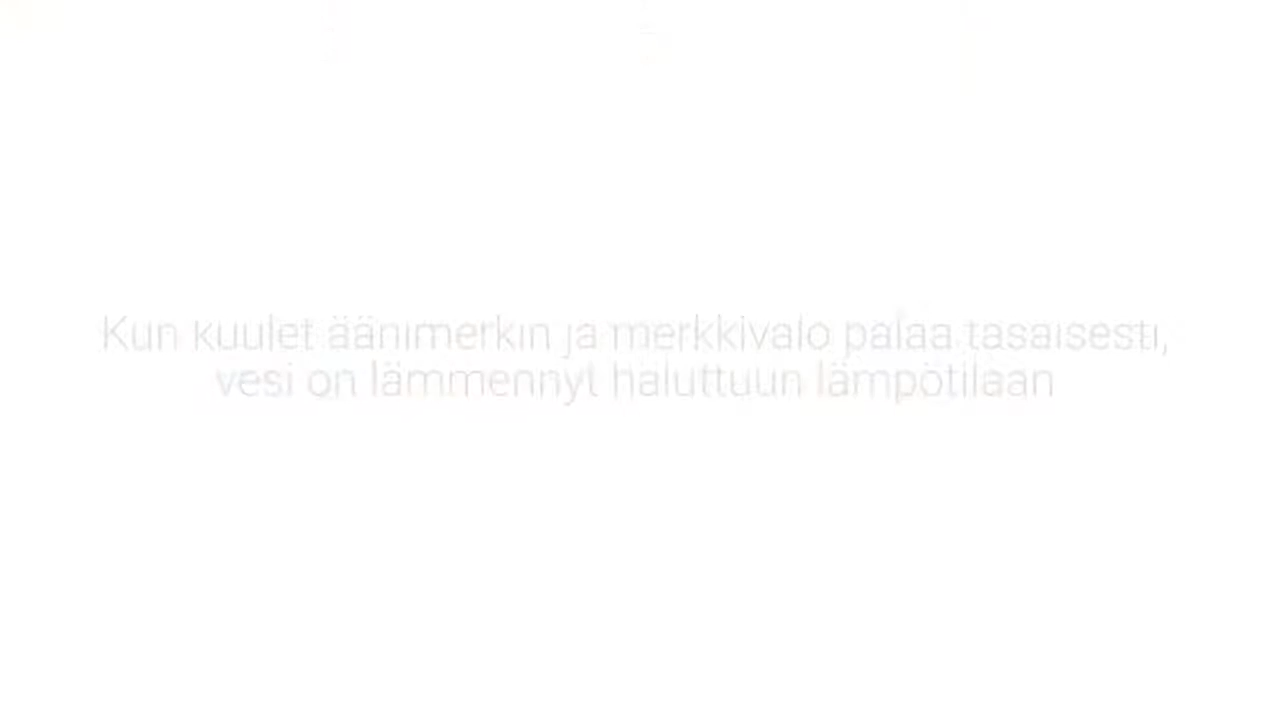 Kun kuulet äänimerkin ja merkkivalo palaa tasaisesti,
vesi on lämmennyt haluttuun lämpötilaan